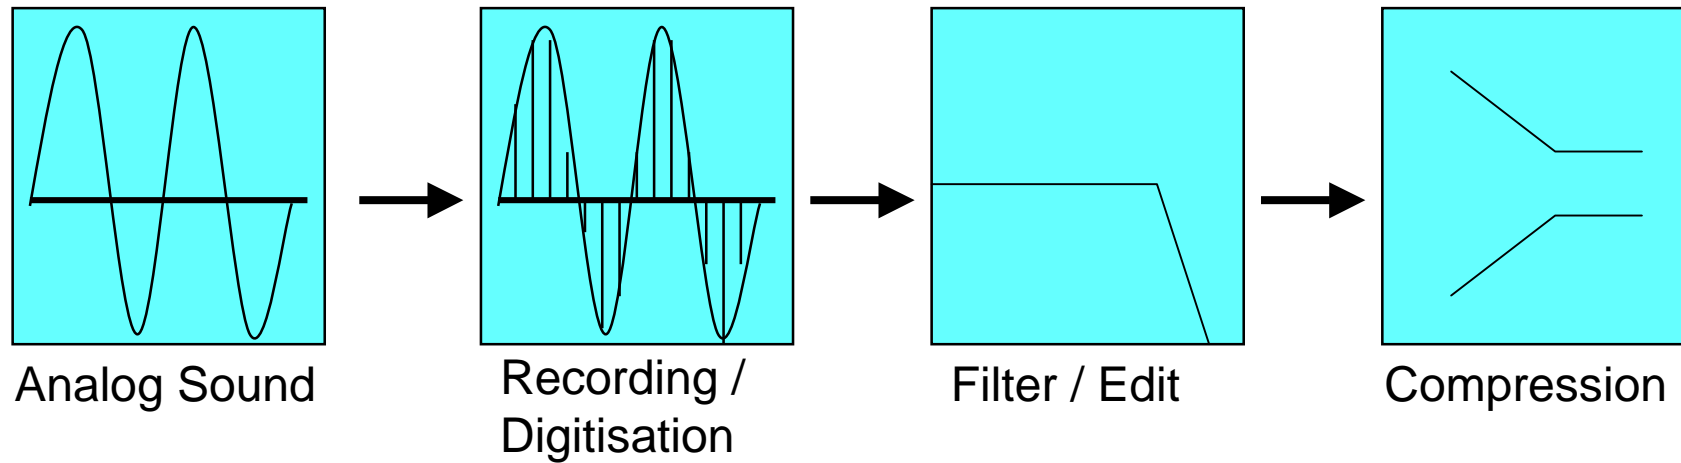 Analog Sound
Recording /
Digitisation
Filter / Edit
Compression